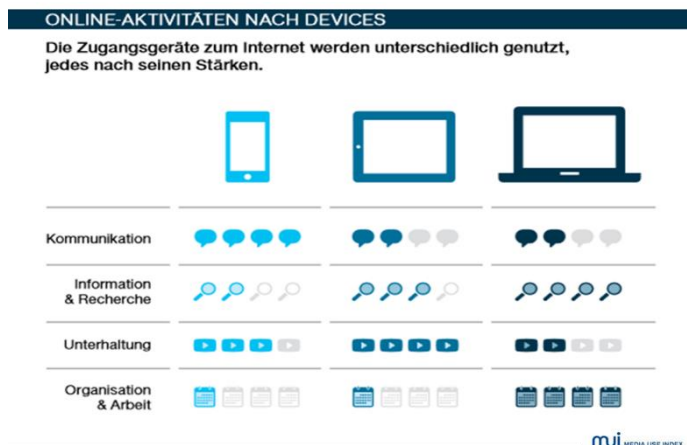 ONLINE-AKTIVITÄTEN NACH DEVICES
Die Zugangsgeräte zum Internet werden unterschiedlich genutzt,
jedes nach seinen Stärken.
Kommunikation
Information
& Recherche
Unterhaltung
Organisation
& Arbeit
mui MEDIA USE INDEX